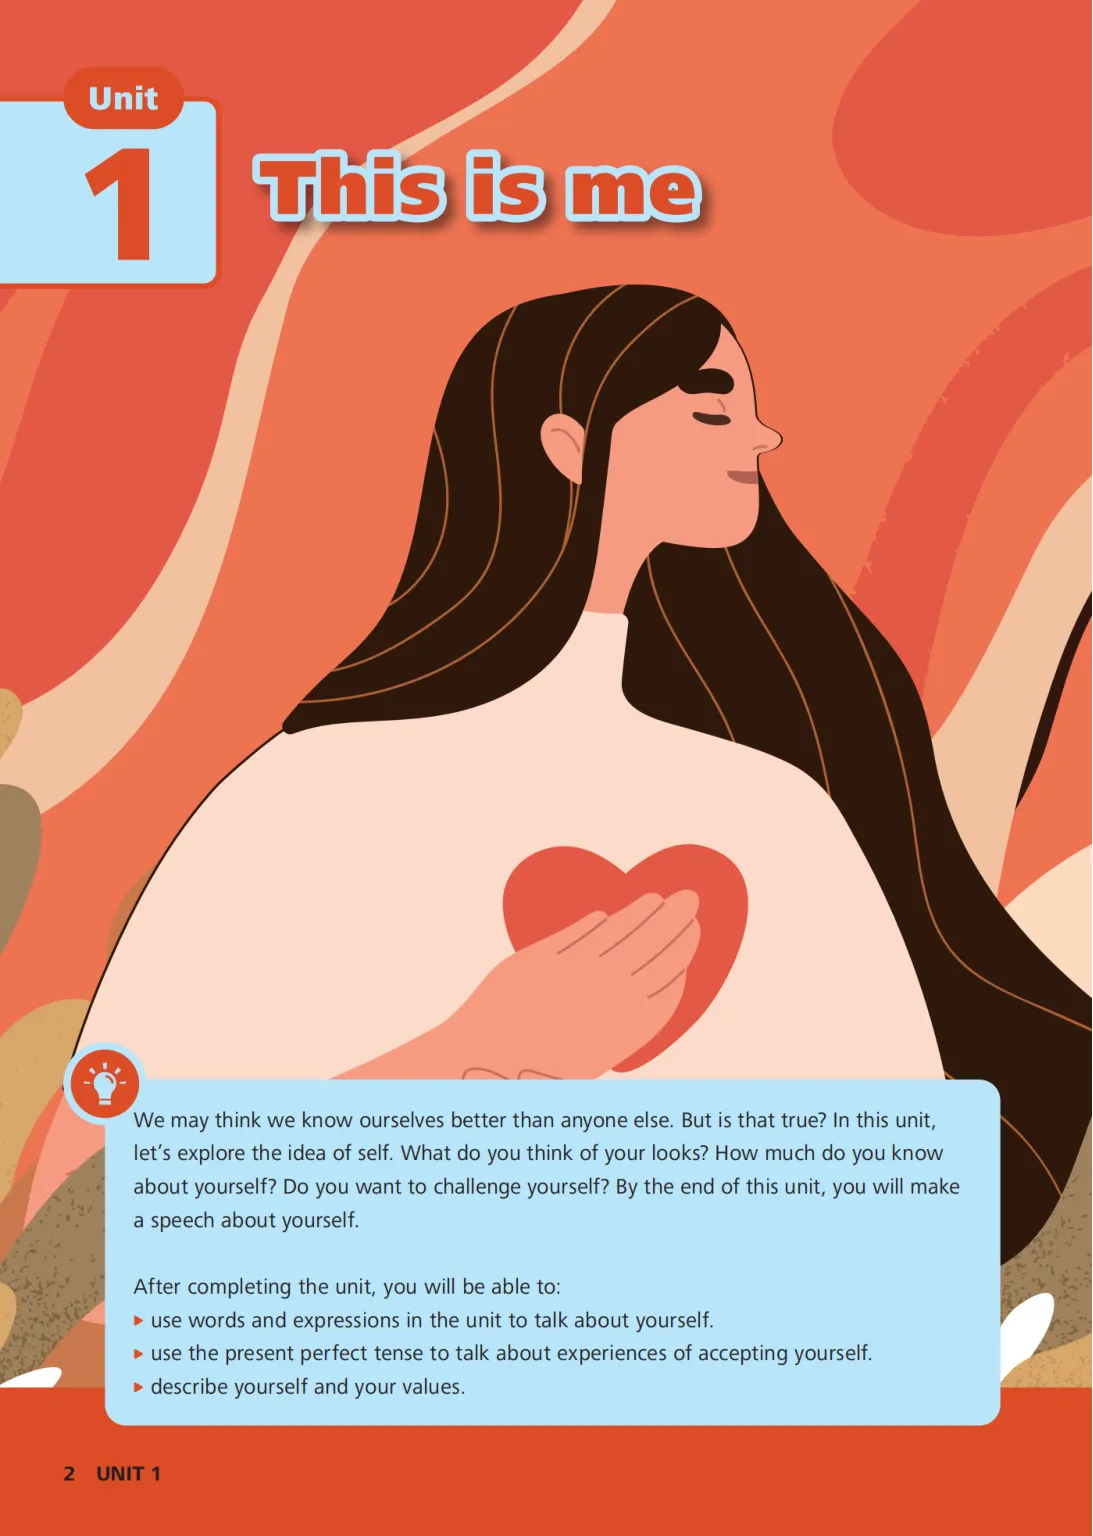 Unit
1
This is me
We may think we know ourselves better than anyone else. But is that true? In this unit,
let’s explore the idea of self. What do you think of your looks? How much do you know
about yourself? Do you want to challenge yourself? By the end of this unit, you will make
a speech about yourself.
After completing the unit, you will be able to:
▸ use words and expressions in the unit to talk about yourself.
▸ use the present perfect tense to talk about experiences of accepting yourself.
▸ describe yourself and your values.
2 UNIT 1